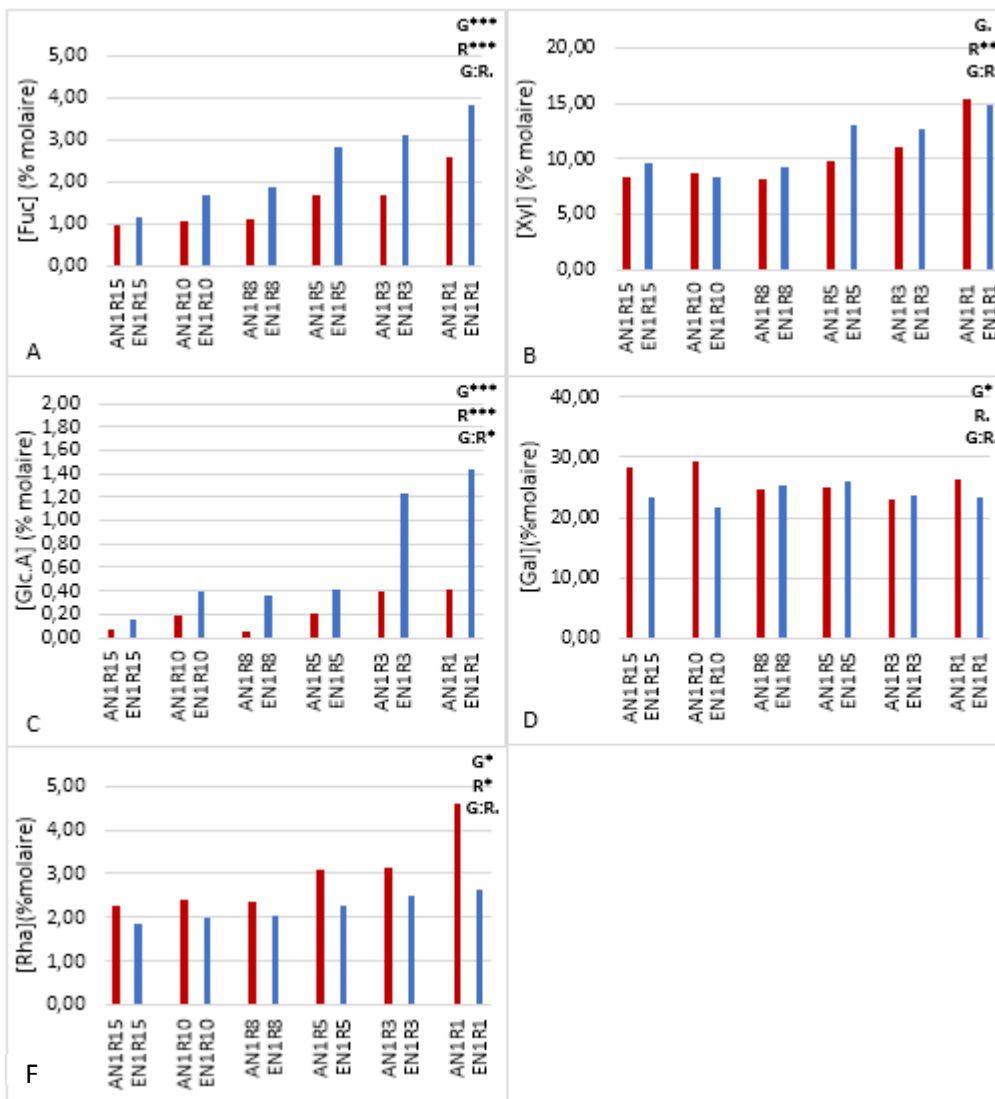 G***
R***
G:R.
5,00
4,00
3,00
2,00
1,00
0,00
[Fuc] (% molaire)
AN1R15
EN1R15
AN1R10
EN1R10
AN1R8
EN1R8
AN1R5
EN1R5
AN1R3
EN1R3
AN1R1
EN1R1
A
G.
R**
G:R
20,00
15,00
10,00
5,00
0,00
[Xyl] (% molaire)
AN1R15
EN1R15
AN1R10
EN1R10
AN1R8
EN1R8
AN1R5
EN1R5
AN1R3
EN1R3
AN1R1
EN1R1
B
G***
R***
G:R*
2,00
1,80
1,60
1,40
1,20
1,00
0,80
0,60
0,40
0,20
0,00
[Glc.A] (% molaire)
AN1R15
EN1R15
AN1R10
EN1R10
AN1R8
EN1R8
AN1R5
EN1R5
AN1R3
EN1R3
AN1R1
EN1R1
C
G*
R.
G:R.
40,00
30,00
20,00
10,00
0,00
[Gal](%molaire)
AN1R15
EN1R15
AN1R10
EN1R10
AN1R8
EN1R8
AN1R5
EN1R5
AN1R3
EN1R3
AN1R1
EN1R1
D
G*
R*
G:R.
5,00
4,00
3,00
2,00
1,00
0,00
[Rha](%molaire)
AN1R15
EN1R15
AN1R10
EN1R10
AN1R8
EN1R8
AN1R5
EN1R5
AN1R3
EN1R3
AN1R1
EN1R1
F